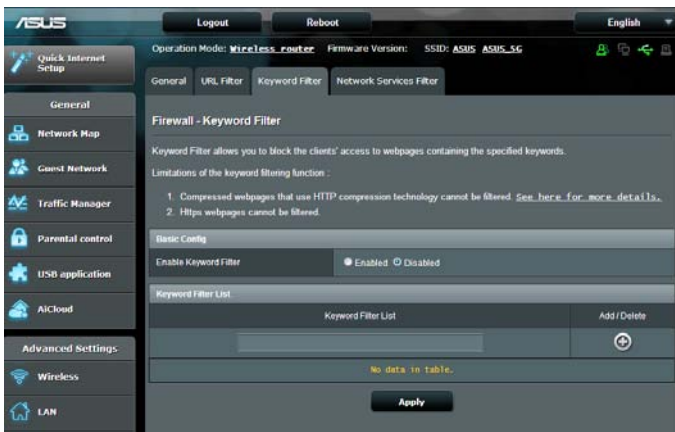 ASUS
Logout
Reboot
English
Quick Internet
Setup
Operation Mode: Wireless router Firmware Version: SSID: ASUS ASUS_5G
General
URL Filter
Keyword Filter
Network Services Filter
General
Network Map
Guest Network
Traffic Manager
Parental control
USB application
AiCloud
Advanced Settings
Wireless
LAN
Firewall - Keyword Filter
Keyword Filter allows you to block the clients' access to webpages containing the specified keywords.
Limitations of the keyword filtering function :
1. Compressed webpages that use HTTP compression technology cannot be filtered. See here for more details.
2. Https webpages cannot be filtered.
Basic Config
Enable Keyword Filter
Enabled Disabled
Keyword Filter List
Keyword Filter List
Add / Delete
No data in table.
Apply